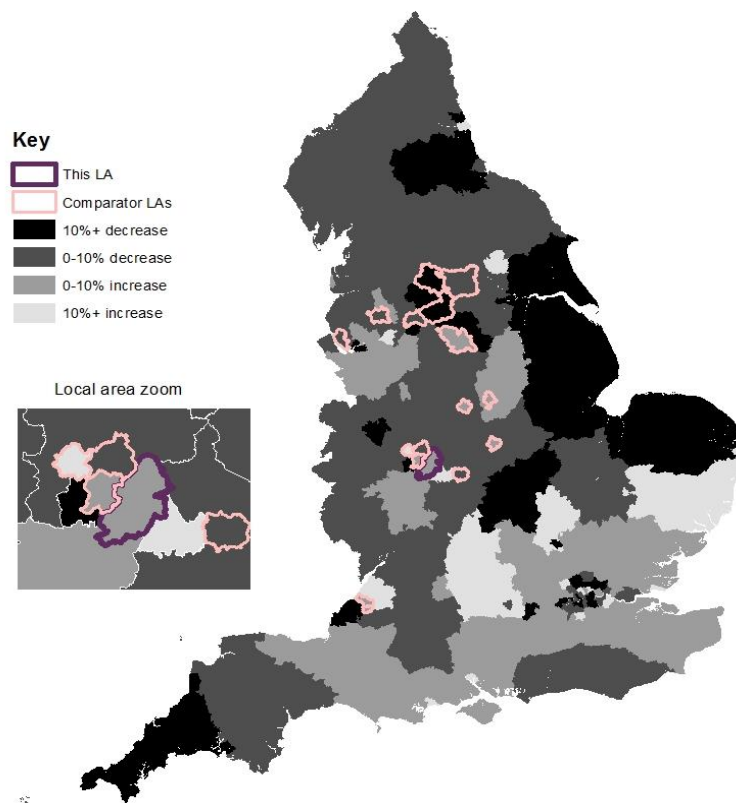 Key
This LA
Comparator LAs
10%+ decrease
0-10% decrease
0-10% increase
10%+ increase
Local area zoom